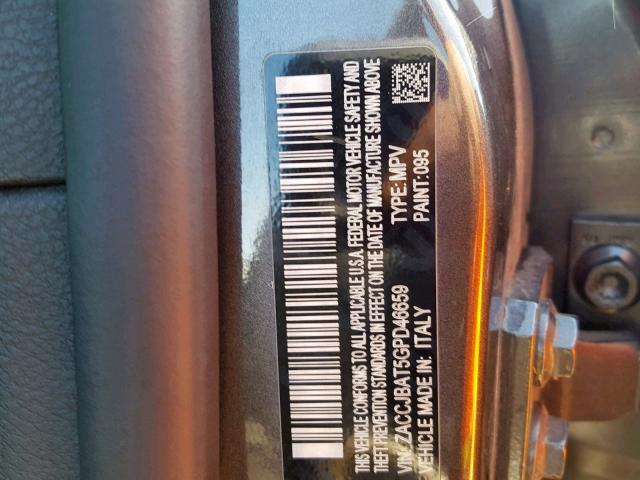 THIS VEHICLE CONFORMS TO ALL APPLICABLE U.S.A. FEDERAL MOTOR VEHICLE SAFETY AND
THEFT PREVENTION STANDARDS IN EFFECT ON THE DATE OF MANUFACTURE SHOWN ABOVE
VIN: ZACCJBAT5GPD46659 TYPE: MPV
VEHICLE MADE IN: ITALY PAINT: 095